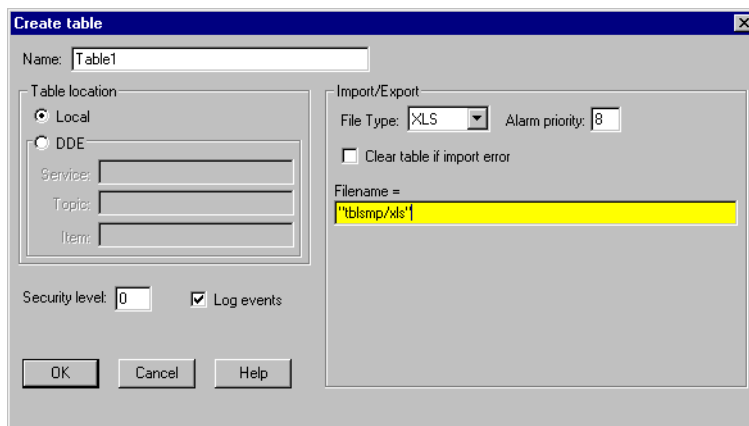 Create table
Name: Table1
Table location
Local
DDE
Service:
Topic:
Item:
Security level: 0
Log events
OK Cancel Help
Import/Export
File Type: XLS Alarm priority: 8
Clear table if import error
Filename =
"tblsmp/xls"